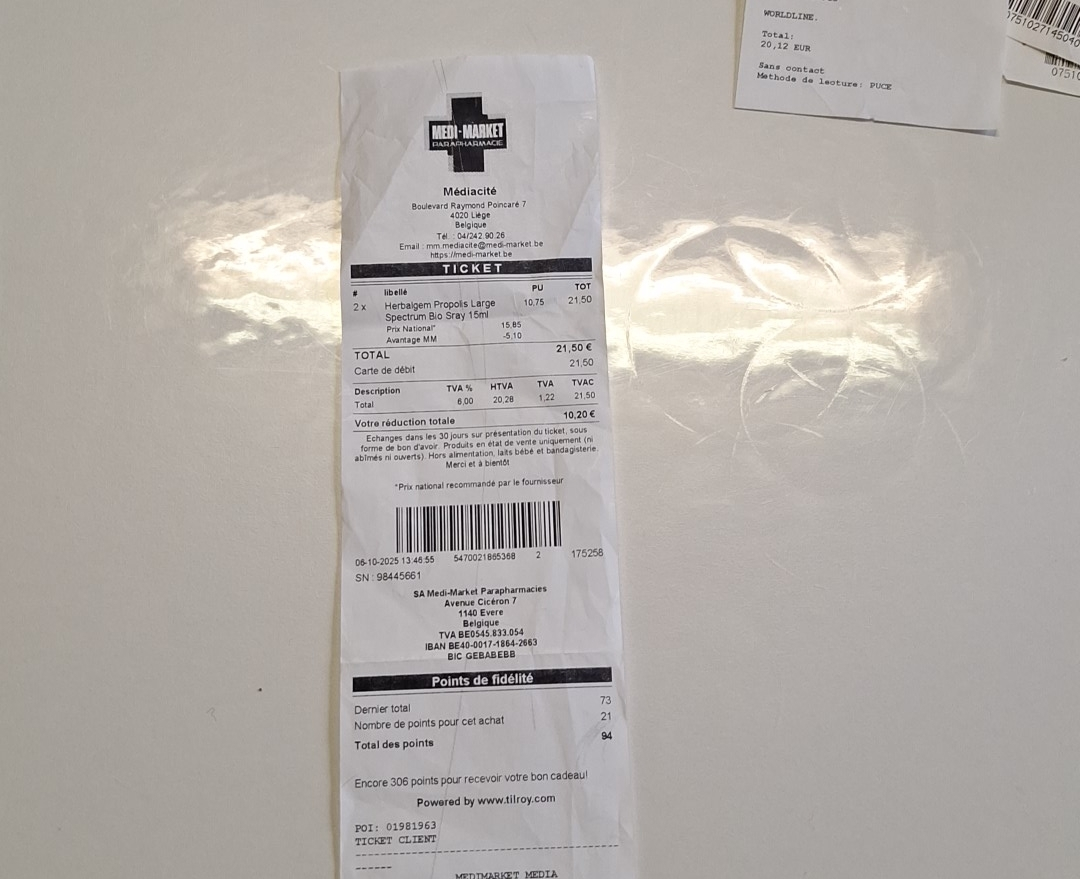 MEDI-MARKET
PARAPHARMACIE
Médiacité
Boulevard Raymond Poincaré 7
4020 Liège
Belgique
Tél. : 04/242.90.26
Email : mm.mediacite@medi-market.be
https://medi-market.be
TICKET
# libellé PU TOT
2 x Herbalgem Propolis Large 10,75 21,50
Spectrum Bio Sray 15ml
Prix National* 15,85
Avantage MM -5,10
TOTAL 21,50 €
Carte de débit 21,50
Description TVA % HTVA TVA TVAC
Total 6,00 20,28 1,22 21,50
Votre réduction totale 10,20 €
Echanges dans les 30 jours sur présentation du ticket, sous
forme de bon d'avoir. Produits en état de vente uniquement (ni
abîmés ni ouverts). Hors alimentation, laits bébé et bandagisterie.
Merci et à bientôt
*Prix national recommandé par le fournisseur
06-10-2025 13:46:55 5470021865368 2 175258
SN : 98445661
SA Medi-Market Parapharmacies
Avenue Cicéron 7
1140 Evere
Belgique
TVA BE0545.833.054
IBAN BE40-0017-1864-2663
BIC GEBABEBB
Points de fidélité
Dernier total 73
Nombre de points pour cet achat 21
Total des points 94
Encore 306 points pour recevoir votre bon cadeau!
Powered by www.tilroy.com
POI: 01981963
TICKET CLIENT
MEDIMARKET MEDIA
WORLDLINE.
Total:
20,12 EUR
Sans contact
Methode de lecture: PUCE
0751027145040
0751